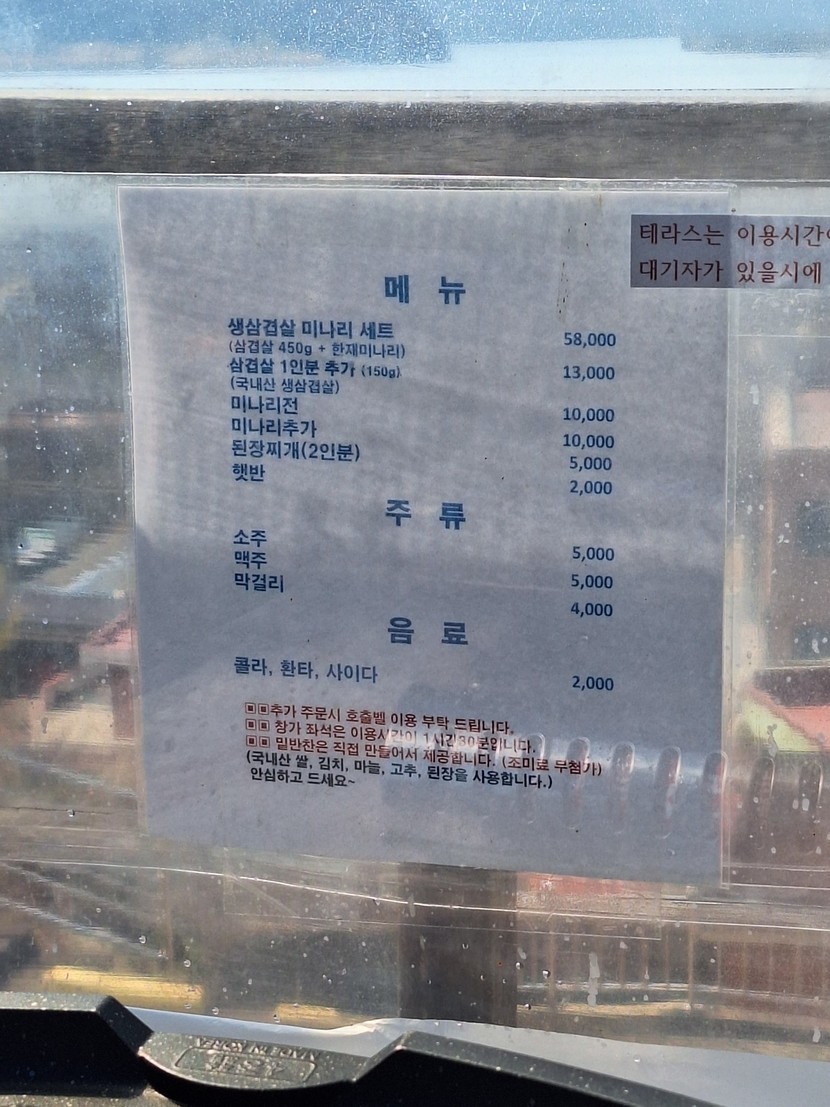 테라스는 이용시간이
대기자가 있을시에
메 뉴
생삼겹살 미나리 세트 58,000
(삼겹살 450g + 한재미나리)
삼겹살 1인분 추가 (150g) 13,000
(국내산 생삼겹살)
미나리전 10,000
미나리추가 10,000
된장찌개(2인분) 5,000
햇반 2,000
주 류
소주 5,000
맥주 5,000
막걸리 4,000
음 료
콜라, 환타, 사이다 2,000
▣▣추가 주문시 호출벨 이용 부탁 드립니다.
▣▣ 창가 좌석은 이용시간이 1시간30분입니다.
▣▣ 밑반찬은 직접 만들어서 제공합니다. (조미료 무첨가)
(국내산 쌀, 김치, 마늘, 고추, 된장을 사용합니다.)
안심하고 드세요~